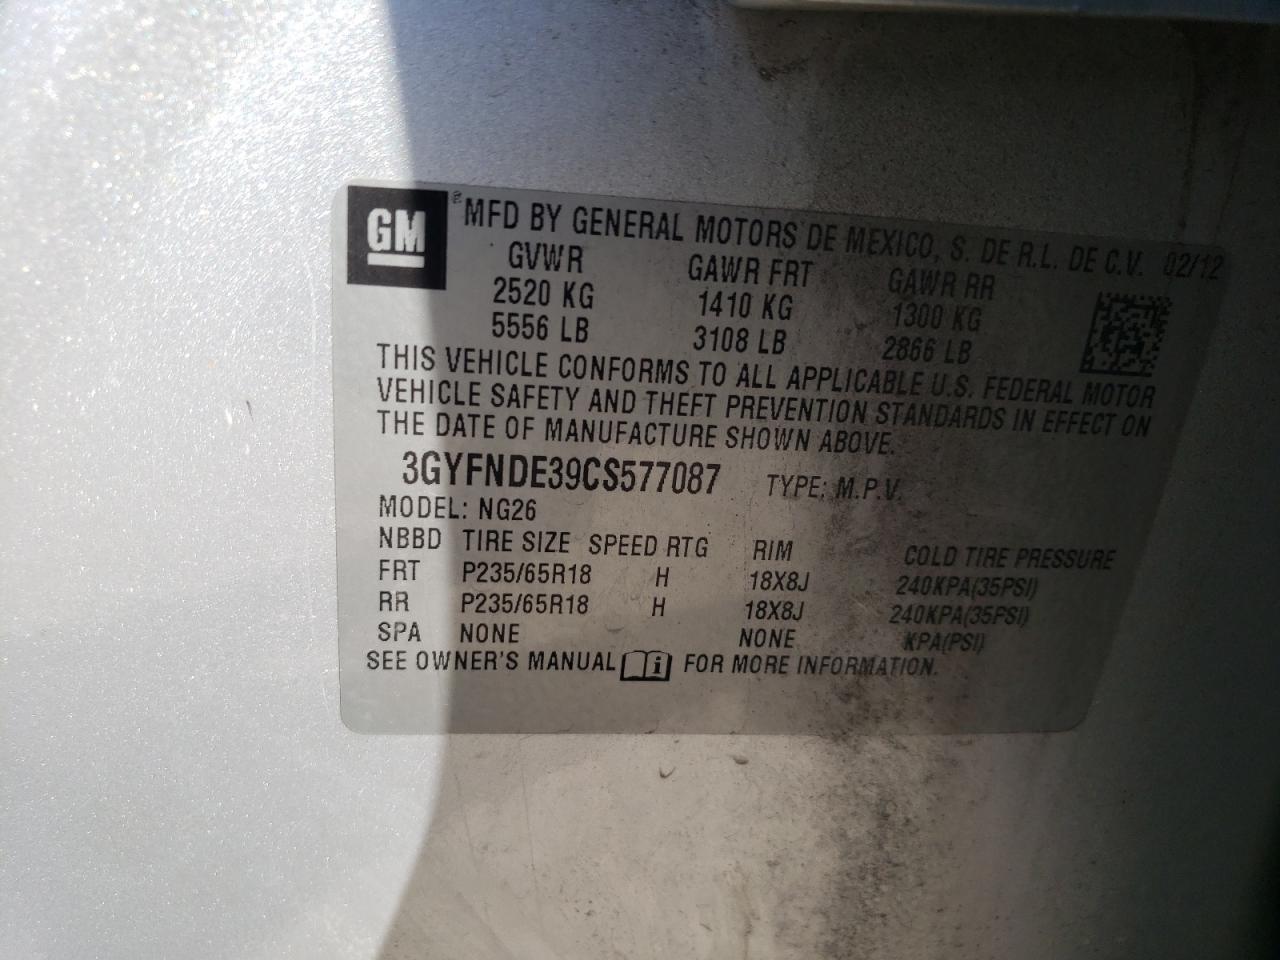 GM ® MFD BY GENERAL MOTORS DE MEXICO, S. DE R.L. DE C.V. 02/12
GVWR GAWR FRT GAWR RR
2520 KG 1410 KG 1300 KG
5556 LB 3108 LB 2866 LB
THIS VEHICLE CONFORMS TO ALL APPLICABLE U.S. FEDERAL MOTOR
VEHICLE SAFETY AND THEFT PREVENTION STANDARDS IN EFFECT ON
THE DATE OF MANUFACTURE SHOWN ABOVE.
3GYFNDE39CS577087 TYPE: M.P.V.
MODEL: NG26
NBBD TIRE SIZE SPEED RTG RIM COLD TIRE PRESSURE
FRT P235/65R18 H 18X8J 240KPA(35PSI)
RR P235/65R18 H 18X8J 240KPA(35PSI)
SPA NONE NONE KPA(PSI)
SEE OWNER'S MANUAL i FOR MORE INFORMATION.